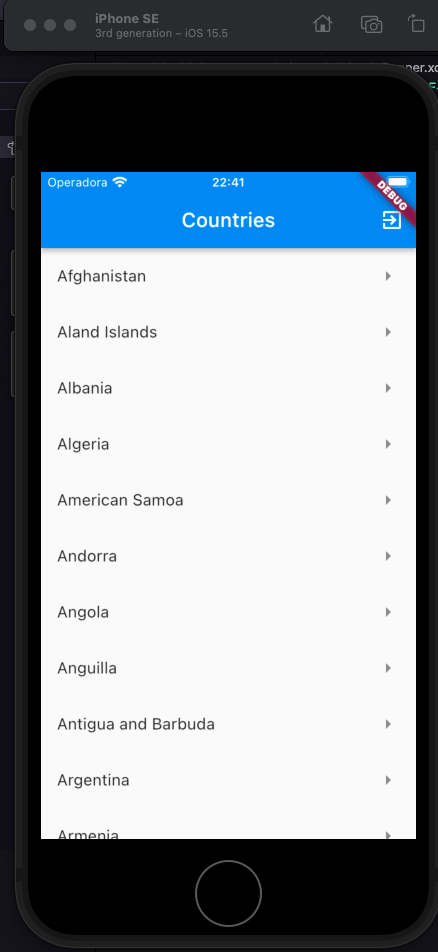 iPhone SE
3rd generation – iOS 15.5
Operadora 22:41
DEBUG
Countries
Afghanistan
Aland Islands
Albania
Algeria
American Samoa
Andorra
Angola
Anguilla
Antigua and Barbuda
Argentina
Armenia